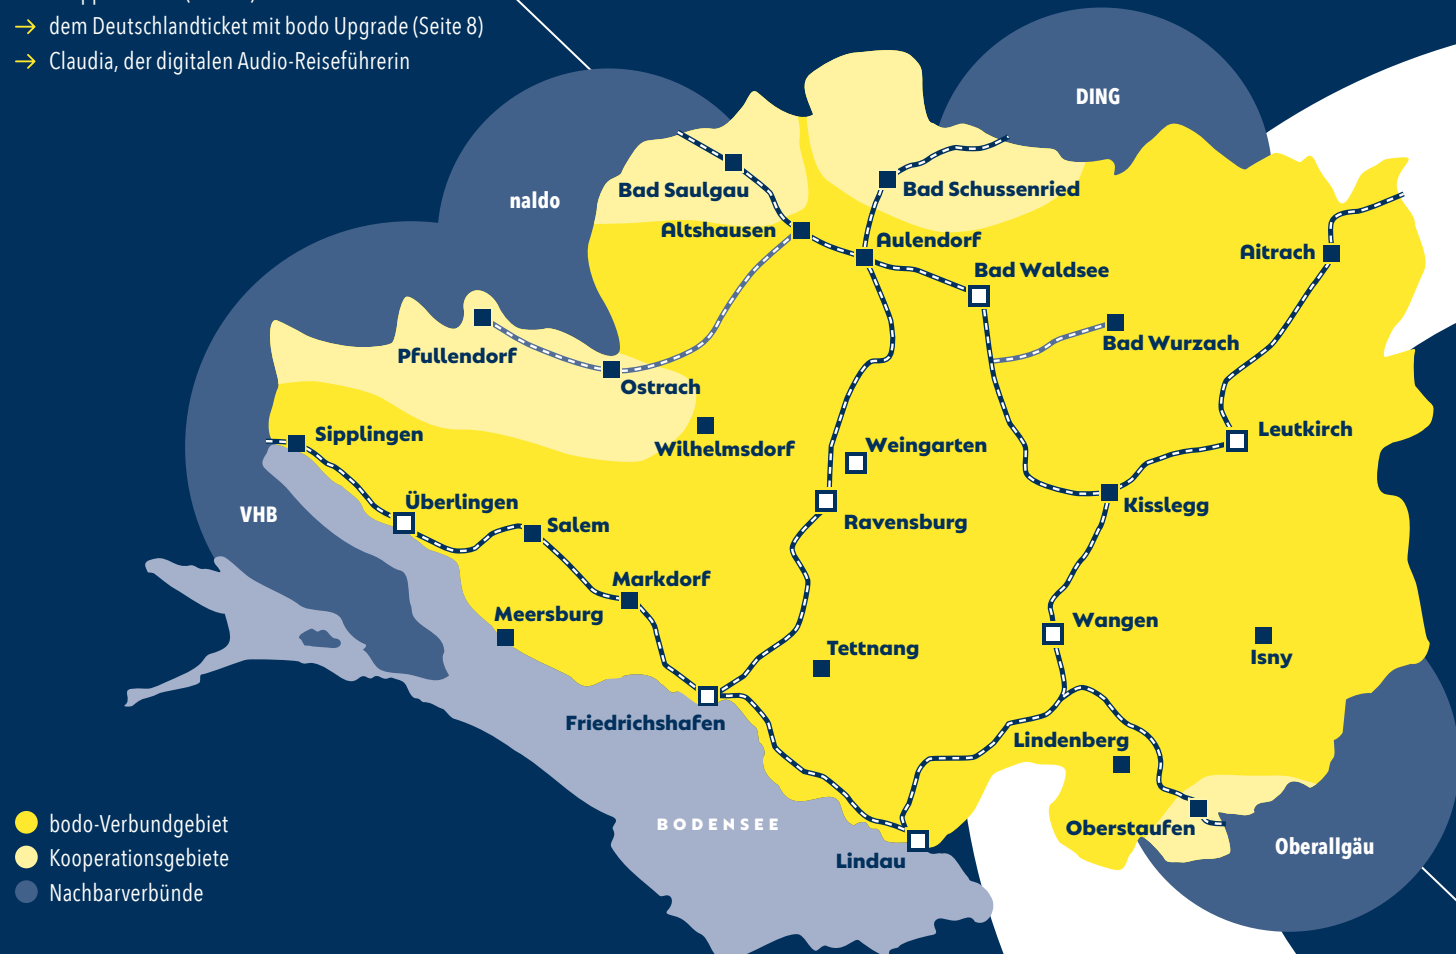 → dem Deutschlandticket mit bodo Upgrade (Seite 8)
→ Claudia, der digitalen Audio-Reiseführerin
DING
naldo
Bad Saulgau
Bad Schussenried
Altshausen
Aulendorf
Aitrach
Bad Waldsee
Pfullendorf
Bad Wurzach
Ostrach
Sipplingen
Wilhelmsdorf
Weingarten
Leutkirch
Überlingen
VHB
Salem
Ravensburg
Kisslegg
Markdorf
Meersburg
Wangen
Tettnang
Isny
Friedrichshafen
Lindenberg
BODENSEE
Oberstaufen
Oberallgäu
Lindau
bodo-Verbundgebiet
Kooperationsgebiete
Nachbarverbünde